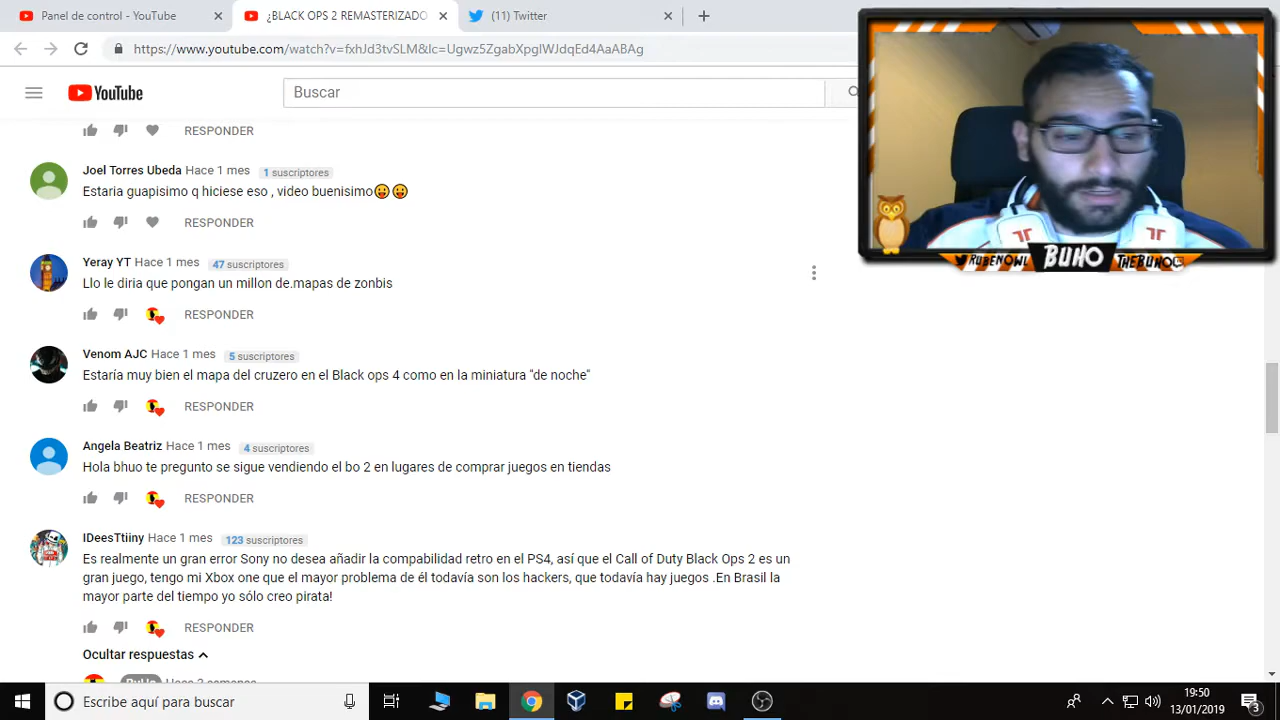 Panel de control - YouTube
¿BLACK OPS 2 REMASTERIZADO
(11) Twitter
https://www.youtube.com/watch?v=fxhJd3tvSLM&lc=Ugwz5ZgabXpgIWJdqEd4AaABAg
YouTube
Buscar
RESPONDER
Joel Torres Ubeda Hace 1 mes 1 suscriptores
Estaria guapisimo q hiciese eso , video buenisimo😛😛
RESPONDER
Yeray YT Hace 1 mes 47 suscriptores
Llo le diria que pongan un millon de.mapas de zonbis
RESPONDER
Venom AJC Hace 1 mes 5 suscriptores
Estaría muy bien el mapa del cruzero en el Black ops 4 como en la miniatura "de noche"
RESPONDER
Angela Beatriz Hace 1 mes 4 suscriptores
Hola bhuo te pregunto se sigue vendiendo el bo 2 en lugares de comprar juegos en tiendas
RESPONDER
IDeesTtiiny Hace 1 mes 123 suscriptores
Es realmente un gran error Sony no desea añadir la compabilidad retro en el PS4, así que el Call of Duty Black Ops 2 es un
gran juego, tengo mi Xbox one que el mayor problema de él todavía son los hackers, que todavía hay juegos .En Brasil la
mayor parte del tiempo yo sólo creo pirata!
RESPONDER
Ocultar respuestas
BuHo Hace 2 semanas
RUBENOWL BUHO THEBUHO
Escribe aquí para buscar
19:50
13/01/2019
3